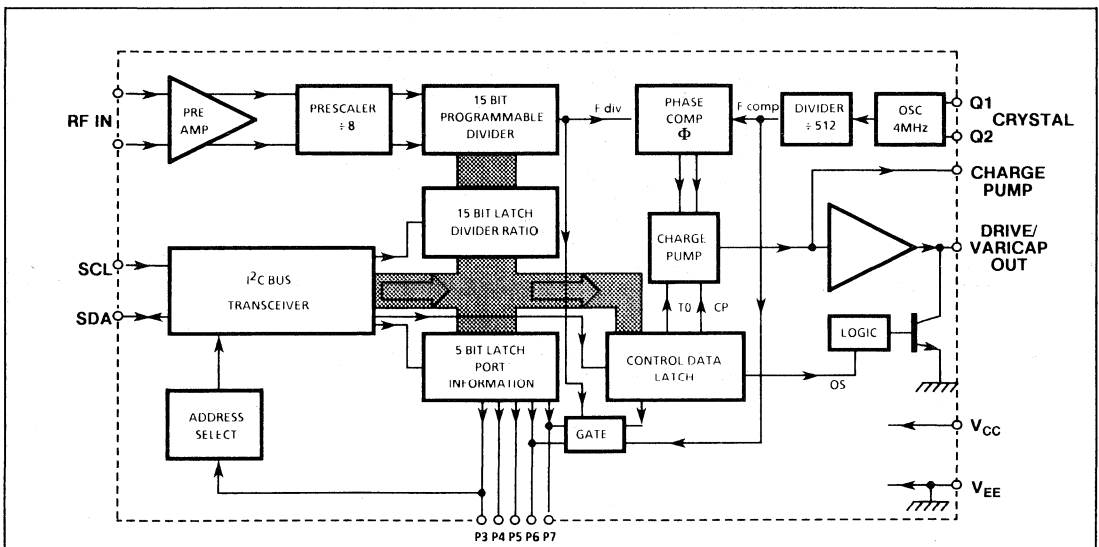 RF IN
PRE
AMP
PRESCALER
÷8
15 BIT
PROGRAMMABLE
DIVIDER
F div
PHASE
COMP
Φ
F comp
DIVIDER
÷512
OSC
4MHz
Q1
Q2
CRYSTAL
CHARGE
PUMP
DRIVE/
VARICAP
OUT
15 BIT LATCH
DIVIDER RATIO
CHARGE
PUMP
SCL
SDA
I²C BUS
TRANSCEIVER
T0
CP
LOGIC
5 BIT LATCH
PORT
INFORMATION
CONTROL DATA
LATCH
OS
ADDRESS
SELECT
GATE
VCC
VEE
P3 P4 P5 P6 P7